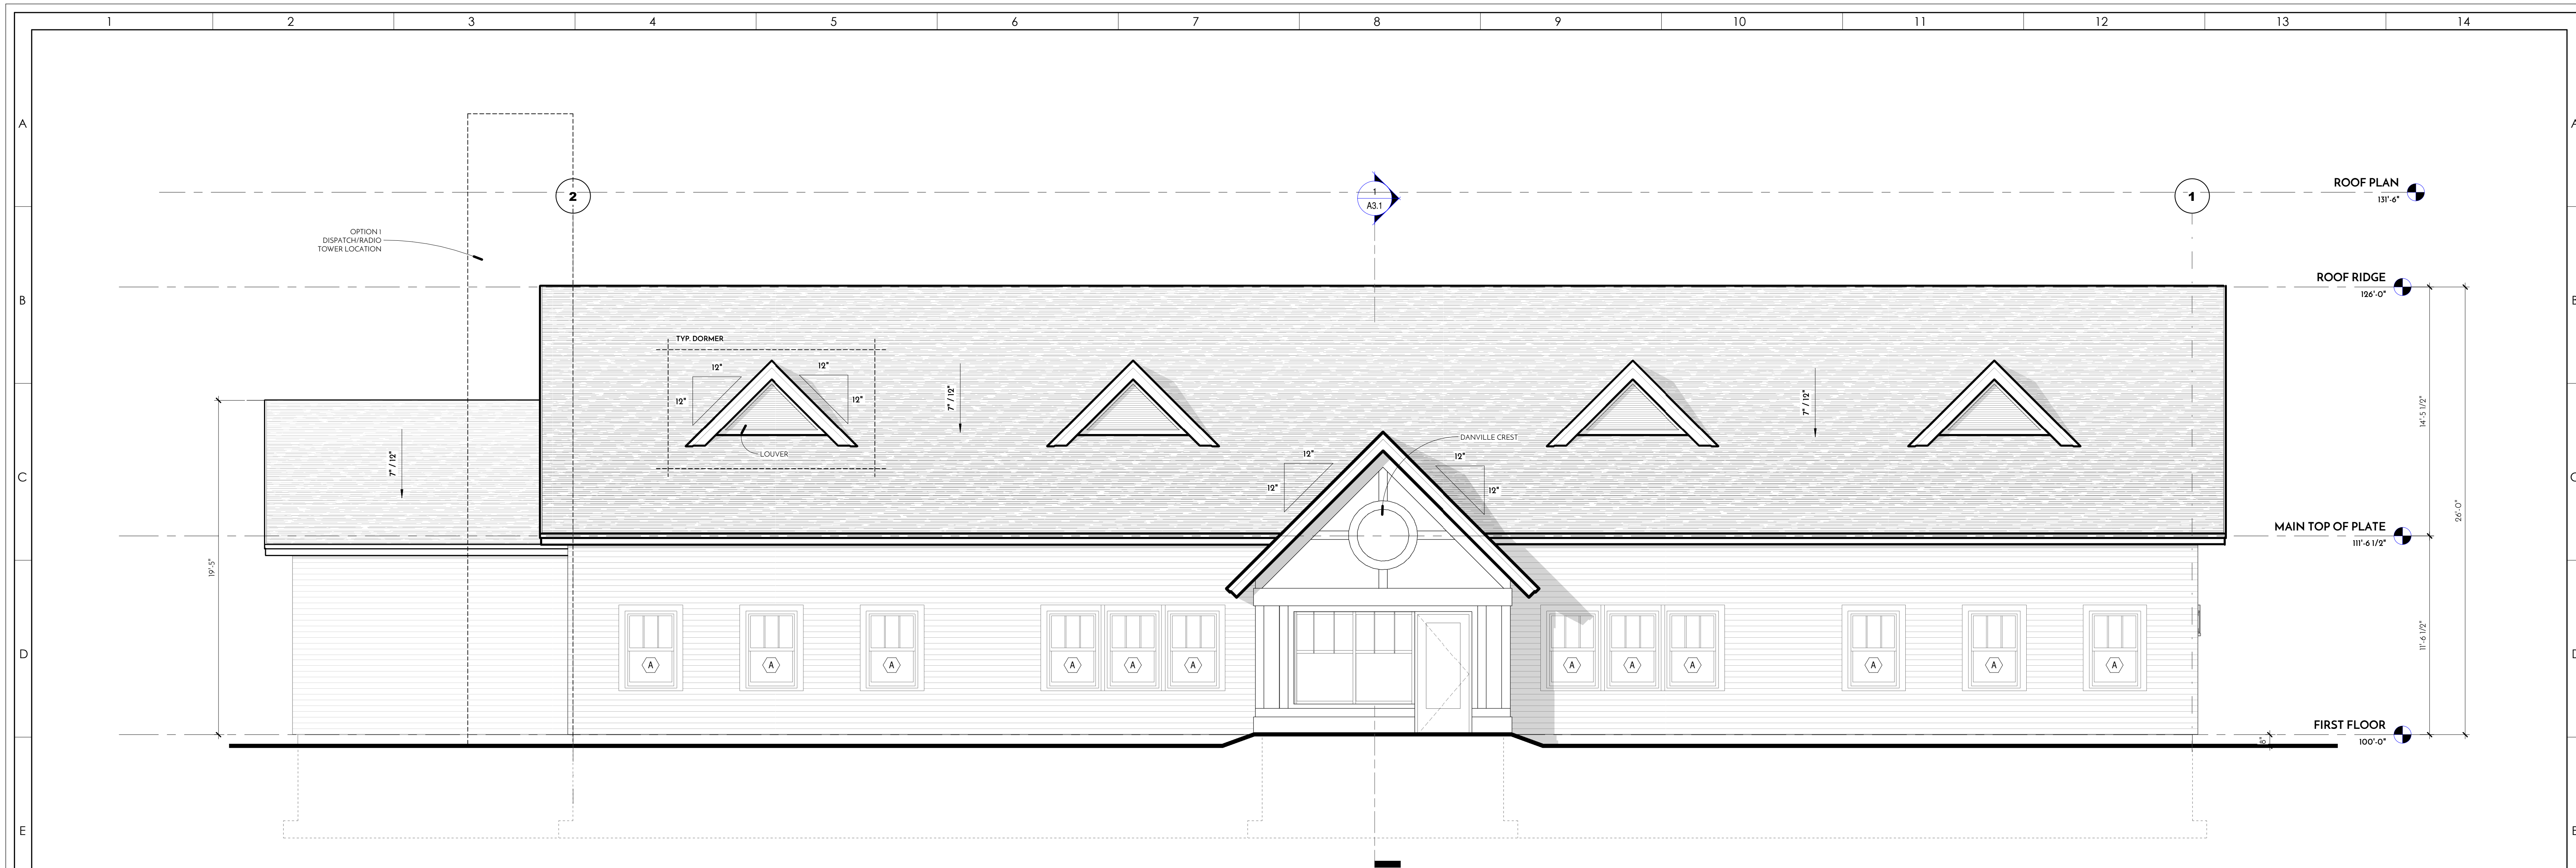 1 2 3 4 5 6 7 8 9 10 11 12 13 14
A
A
2
1
A3.1
1
ROOF PLAN
131'-6"
OPTION 1
DISPATCH/RADIO
TOWER LOCATION
ROOF RIDGE
126'-0"
B
B
TYP. DORMER
12" 12"
12" 12"
7" / 12"
7" / 12"
14'-5 1/2"
LOUVER
DANVILLE CREST
12" 12"
12" 12"
7" / 12"
C
C
26'-0"
MAIN TOP OF PLATE
111'-6 1/2"
19'-5"
11'-6 1/2"
D
D
A A A A A A A A A A A A
FIRST FLOOR
100'-0"
8"
E
E